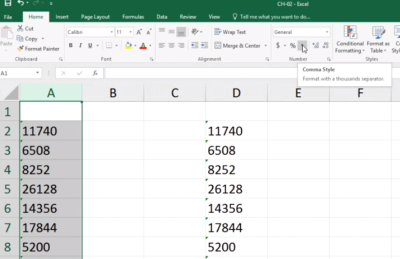 CH-02 - Excel
File Home Insert Page Layout Formulas Data Review View Tell me what you want to do...
Cut
Copy
Format Painter
Calibri 11
Wrap Text
Merge & Center
General
$ %
Conditional Formatting
Format as Table
Clipboard Font Alignment Number Styles
Comma Style
Format with a thousands separator.
A1 fx
A B C D E F
1
2 11740 11740
3 6508 6508
4 8252 8252
5 26128 26128
6 14356 14356
7 17844 17844
8 5200 5200